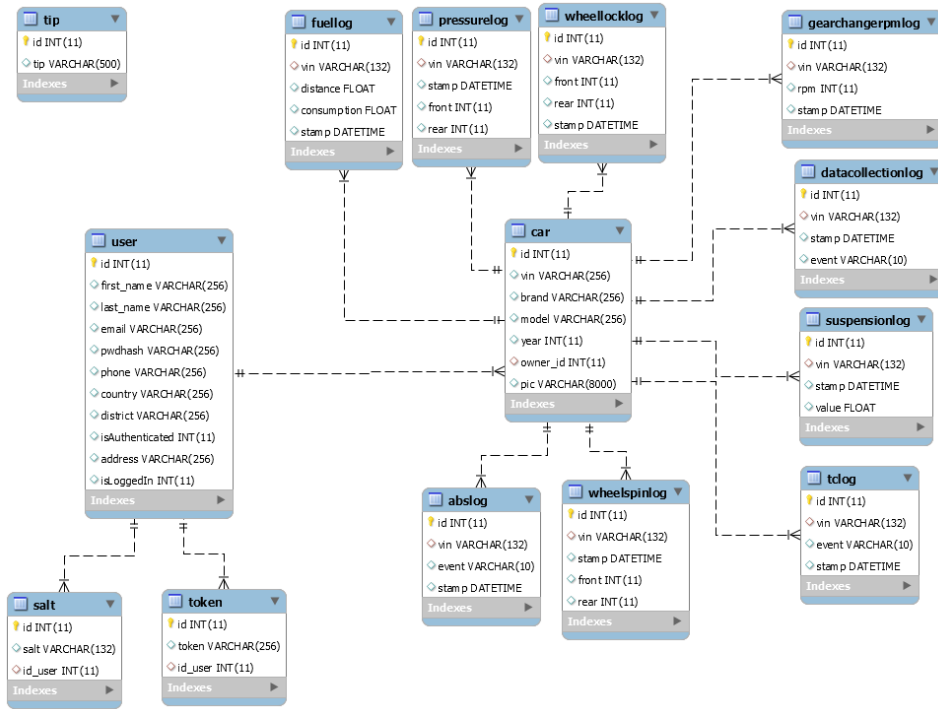 tip
id INT(11)
tip VARCHAR(500)
Indexes
fuellog
id INT(11)
vin VARCHAR(132)
distance FLOAT
consumption FLOAT
stamp DATETIME
Indexes
pressurelog
id INT(11)
vin VARCHAR(132)
stamp DATETIME
front INT(11)
rear INT(11)
Indexes
wheellocklog
id INT(11)
vin VARCHAR(132)
front INT(11)
rear INT(11)
stamp DATETIME
Indexes
gearchangerpmlog
id INT(11)
vin VARCHAR(132)
rpm INT(11)
stamp DATETIME
Indexes
datacollectionlog
id INT(11)
vin VARCHAR(132)
stamp DATETIME
event VARCHAR(10)
Indexes
user
id INT(11)
first_name VARCHAR(256)
last_name VARCHAR(256)
email VARCHAR(256)
pwdhash VARCHAR(256)
phone VARCHAR(256)
country VARCHAR(256)
district VARCHAR(256)
isAuthenticated INT(11)
address VARCHAR(256)
isLoggedIn INT(11)
Indexes
car
id INT(11)
vin VARCHAR(256)
brand VARCHAR(256)
model VARCHAR(256)
year INT(11)
owner_id INT(11)
pic VARCHAR(8000)
Indexes
suspensionlog
id INT(11)
vin VARCHAR(132)
stamp DATETIME
value FLOAT
Indexes
abslog
id INT(11)
vin VARCHAR(132)
event VARCHAR(10)
stamp DATETIME
Indexes
wheelspinlog
id INT(11)
vin VARCHAR(132)
stamp DATETIME
front INT(11)
rear INT(11)
Indexes
tclog
id INT(11)
vin VARCHAR(132)
event VARCHAR(10)
stamp DATETIME
Indexes
salt
id INT(11)
salt VARCHAR(132)
id_user INT(11)
Indexes
token
id INT(11)
token VARCHAR(256)
id_user INT(11)
Indexes